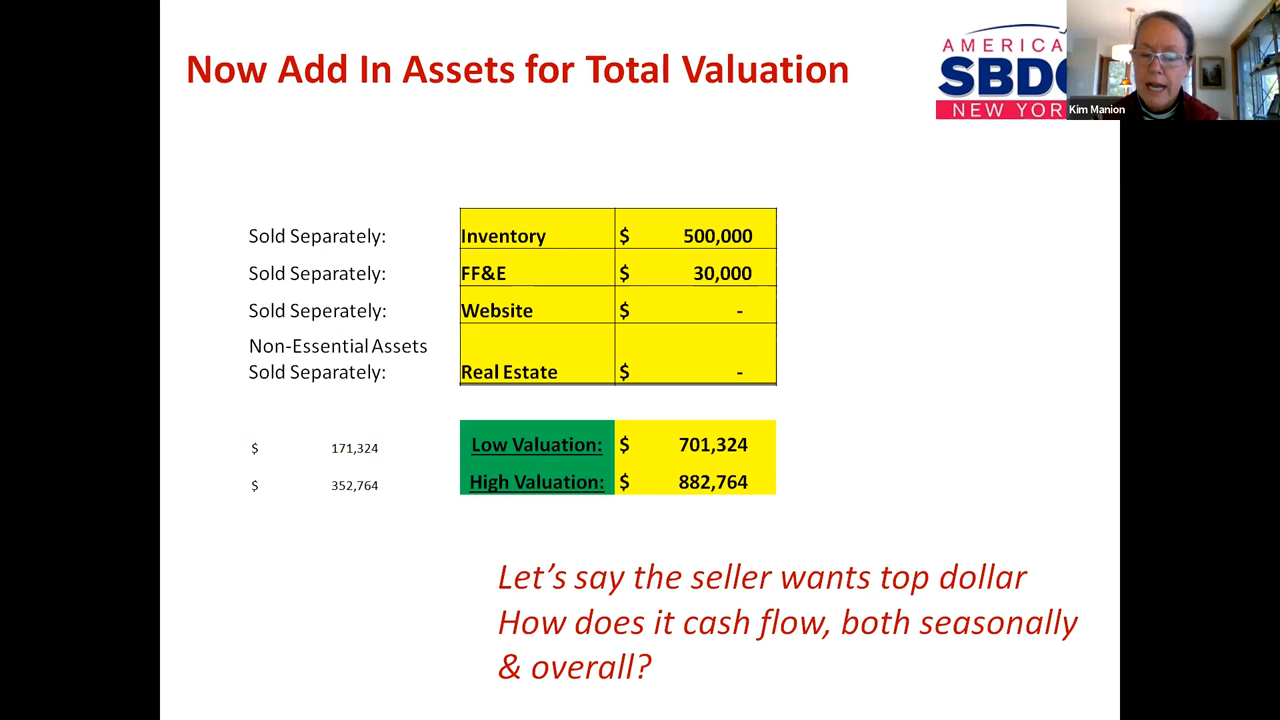 Now Add In Assets for Total Valuation
AMERICA
SBDC
NEW YOR
Kim Manion
Sold Separately: Inventory $ 500,000
Sold Separately: FF&E $ 30,000
Sold Seperately: Website $ -
Non-Essential Assets
Sold Separately: Real Estate $ -
$ 171,324 Low Valuation: $ 701,324
$ 352,764 High Valuation: $ 882,764
Let's say the seller wants top dollar
How does it cash flow, both seasonally
& overall?